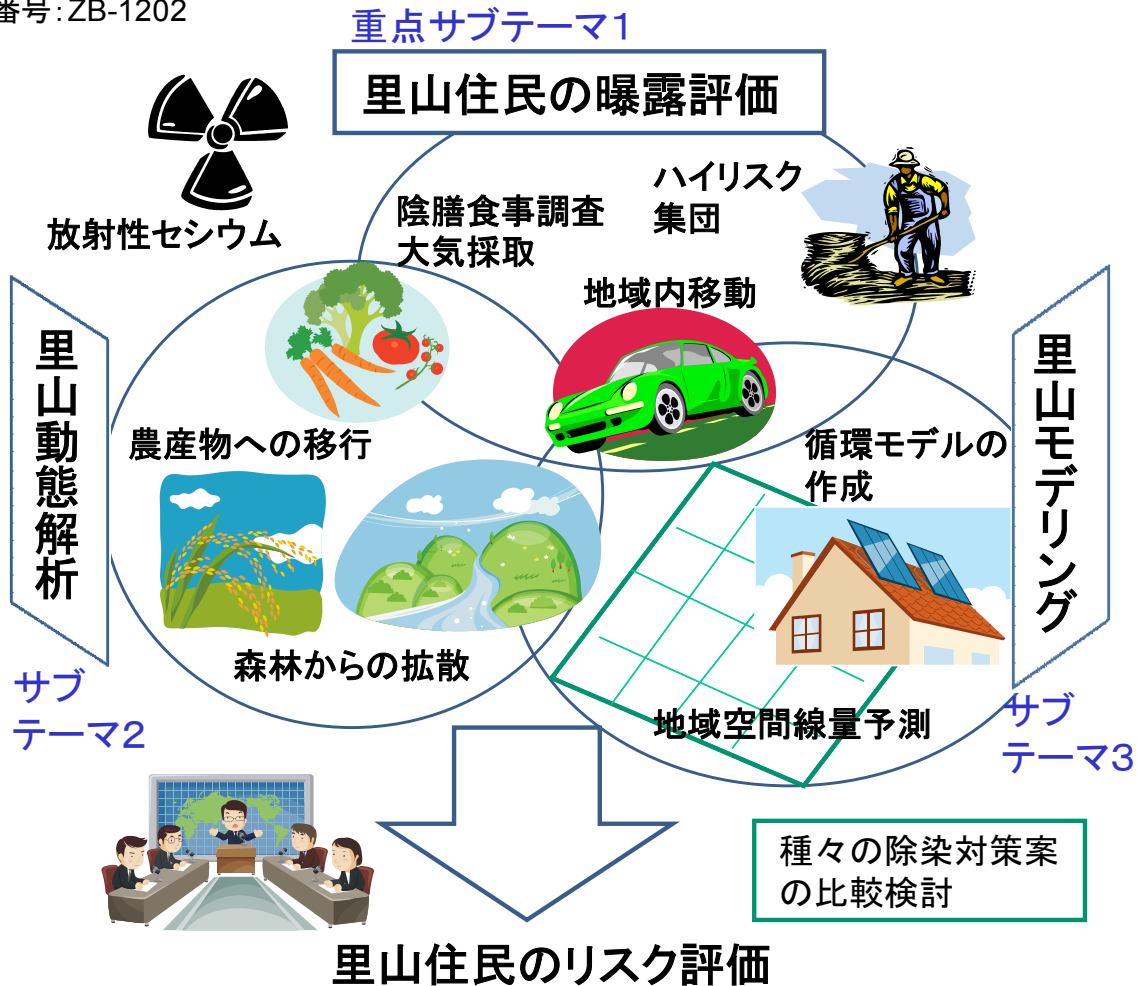 番号：ZB-1202
重点サブテーマ１
里山住民の曝露評価
放射性セシウム
陰膳食事調査
大気採取
ハイリスク
集団
地域内移動
里山動態解析
農産物への移行
森林からの拡散
サブ
テーマ２
循環モデルの
作成
地域空間線量予測
里山モデリング
サブ
テーマ３
種々の除染対策案
の比較検討
里山住民のリスク評価